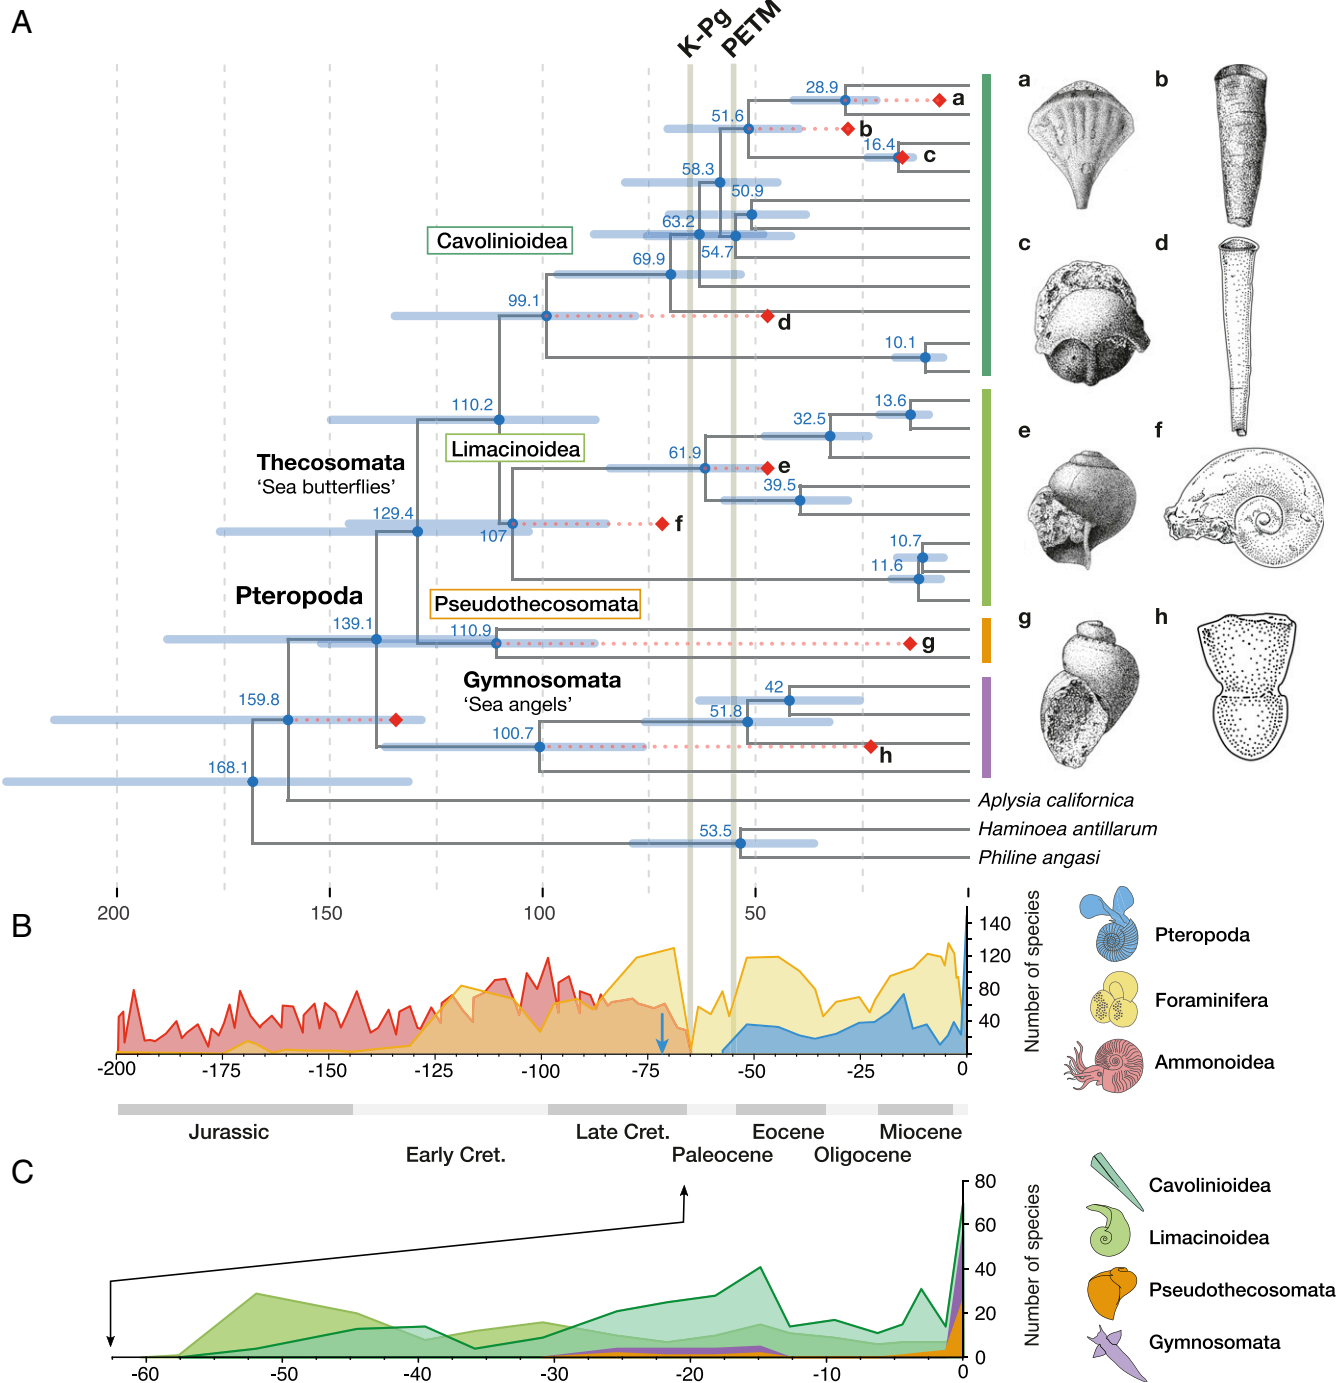 A
K-Pg
PETM
28.9
a
51.6
b
16.4
c
58.3
50.9
63.2
54.7
Cavolinioidea
69.9
99.1
d
10.1
110.2
13.6
32.5
Limacinoidea
61.9
e
Thecosomata
'Sea butterflies'
39.5
129.4
107
f
10.7
11.6
Pteropoda
Pseudothecosomata
139.1
110.9
g
Gymnosomata
'Sea angels'
42
159.8
51.8
100.7
h
168.1
Aplysia californica
53.5
Haminoea antillarum
Philine angasi
200 150 100 50
a b
c d
e f
g h
B
140
120
80
40
Number of species
-200 -175 -150 -125 -100 -75 -50 -25 0
Pteropoda
Foraminifera
Ammonoidea
Jurassic Late Cret. Eocene Miocene
Early Cret. Paleocene Oligocene
C
80
60
40
20
0
Number of species
-60 -50 -40 -30 -20 -10 0
Cavolinioidea
Limacinoidea
Pseudothecosomata
Gymnosomata